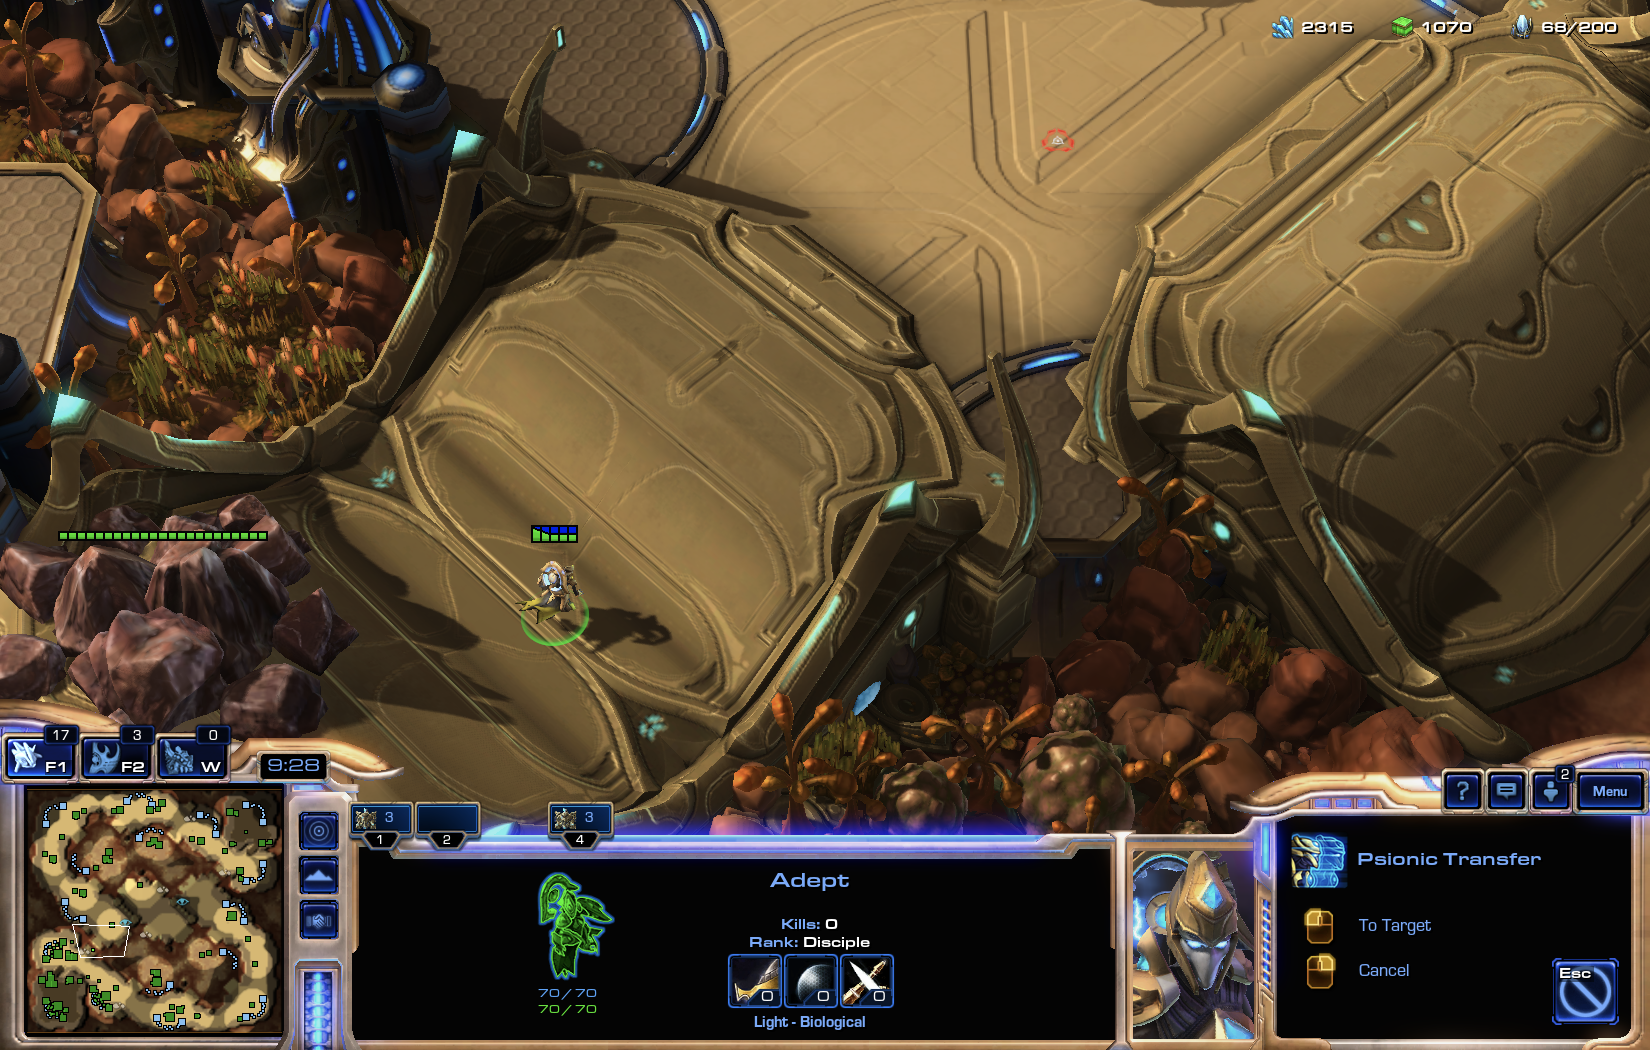 2315 1070 68/200
17 3 0
F1 F2 W
9:28
3 3
1 2 4
2
Menu
Adept
Kills: 0
Rank: Disciple
0 0 0
70/70
70/70
Light - Biological
Psionic Transfer
To Target
Cancel
Esc